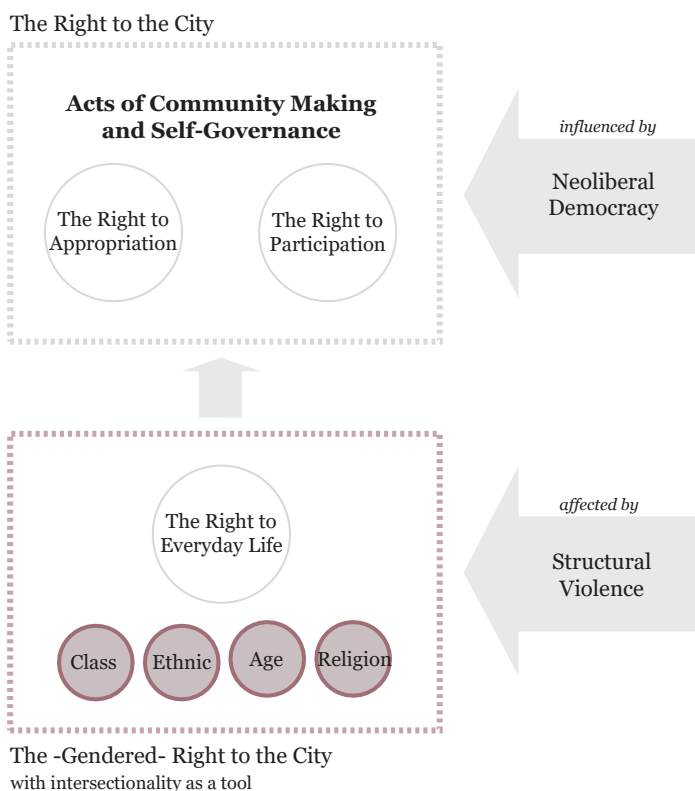 The Right to the City
Acts of Community Making
and Self-Governance
The Right to
Appropriation
The Right to
Participation
influenced by
Neoliberal
Democracy
The Right to
Everyday Life
Class
Ethnic
Age
Religion
affected by
Structural
Violence
The -Gendered- Right to the City
with intersectionality as a tool